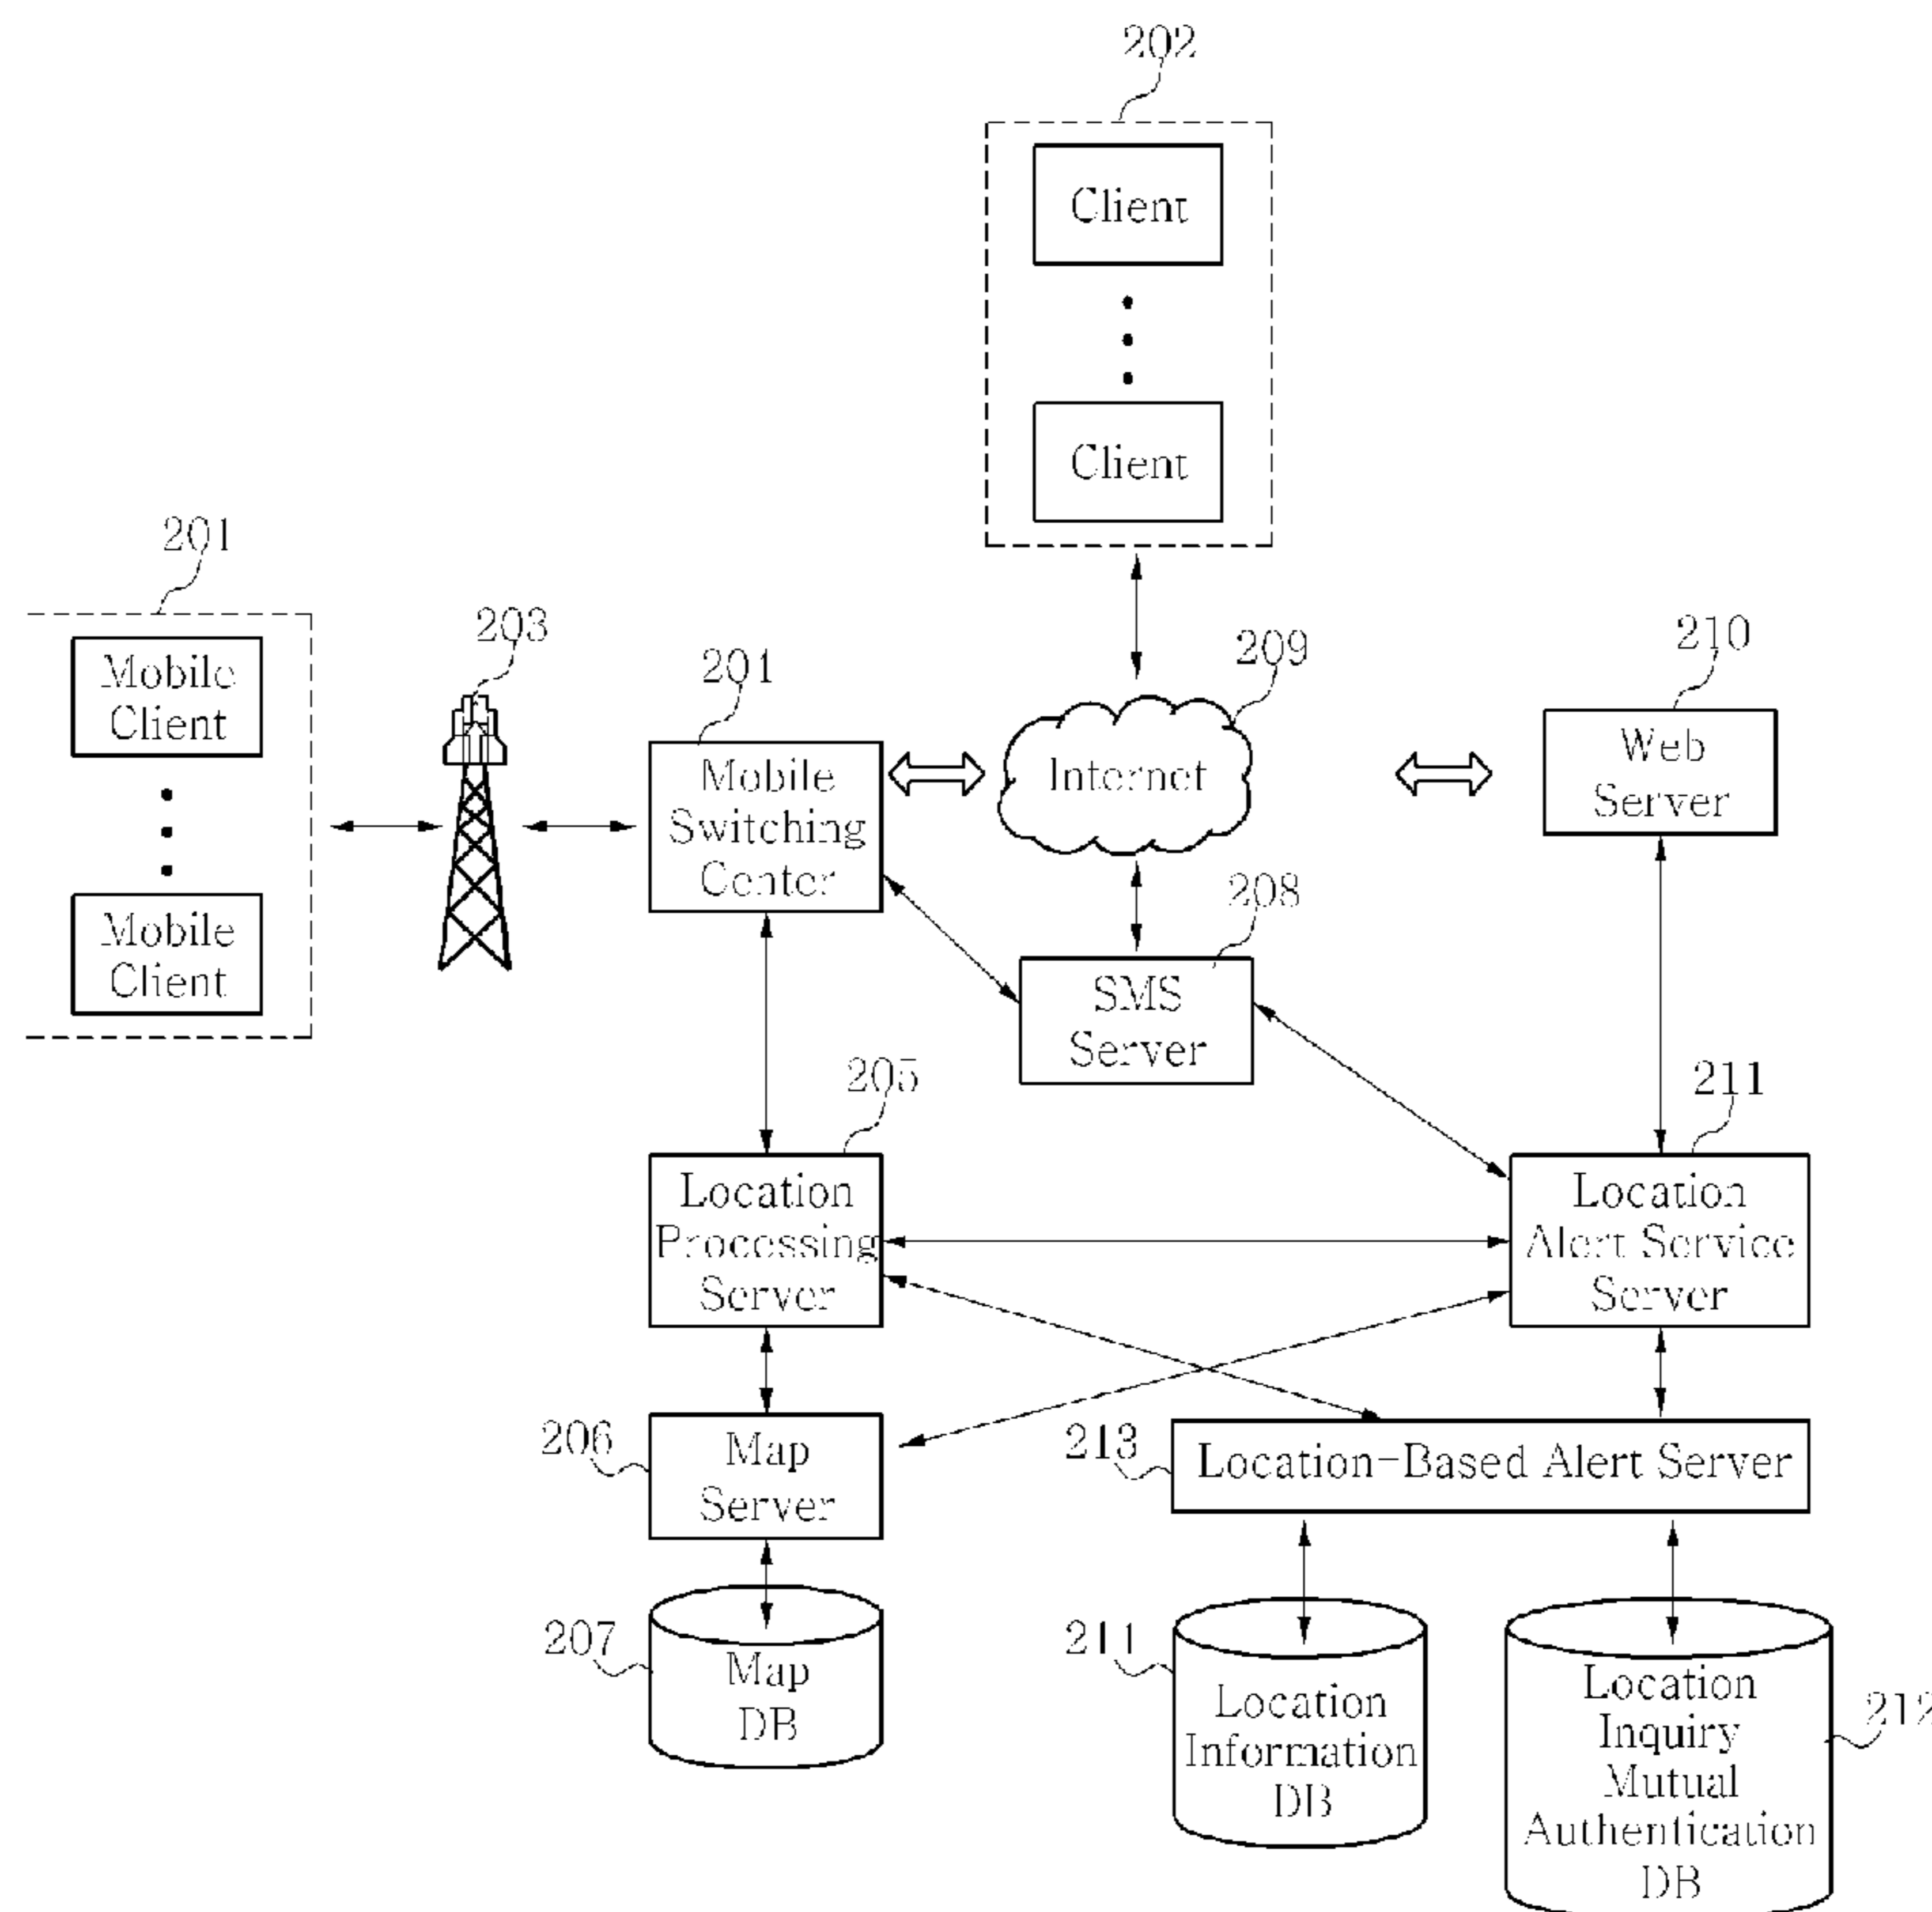 202
Client
Client
201
Mobile
Client
Mobile
Client
203
201
Mobile
Switching
Center
209
Internet
210
Web
Server
208
SMS
Server
205
Location
Processing
Server
211
Location
Alert Service
Server
206
Map
Server
213
Location-Based Alert Server
207
Map
DB
211
Location
Information
DB
212
Location
Inquiry
Mutual
Authentication
DB